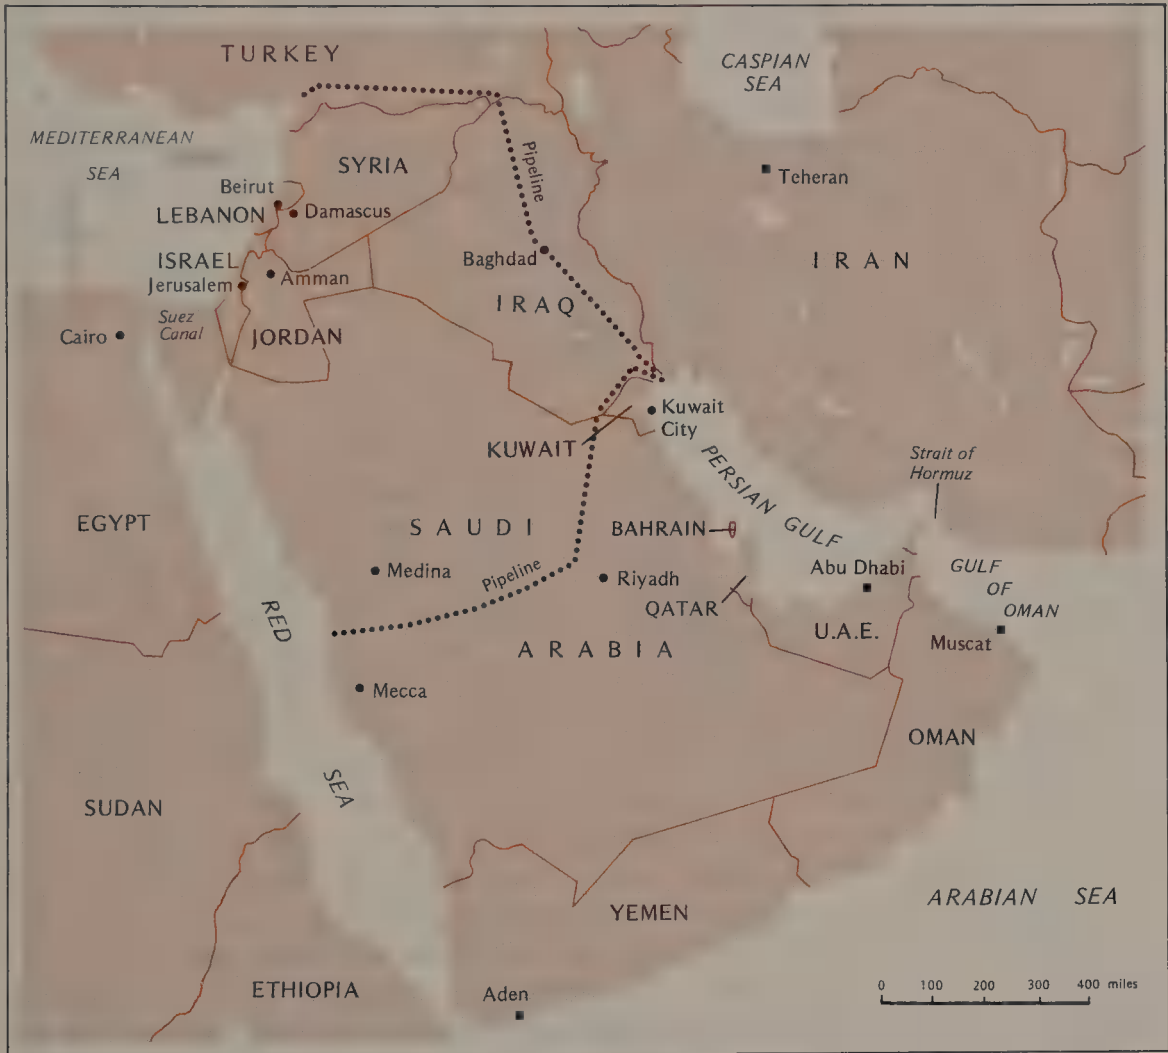 TURKEY
CASPIAN
SEA
MEDITERRANEAN
SEA
SYRIA
Pipeline
Teheran
Beirut
LEBANON
Damascus
ISRAEL
Jerusalem
Amman
Baghdad
IRAN
IRAQ
Suez
Canal
Cairo
JORDAN
Kuwait
City
KUWAIT
PERSIAN GULF
Strait of
Hormuz
EGYPT
SAUDI
BAHRAIN
Medina
Pipeline
Riyadh
Abu Dhabi
GULF
OF
OMAN
QATAR
RED
U.A.E.
Muscat
ARABIA
Mecca
OMAN
SEA
SUDAN
ARABIAN SEA
YEMEN
ETHIOPIA
Aden
0 100 200 300 400 miles